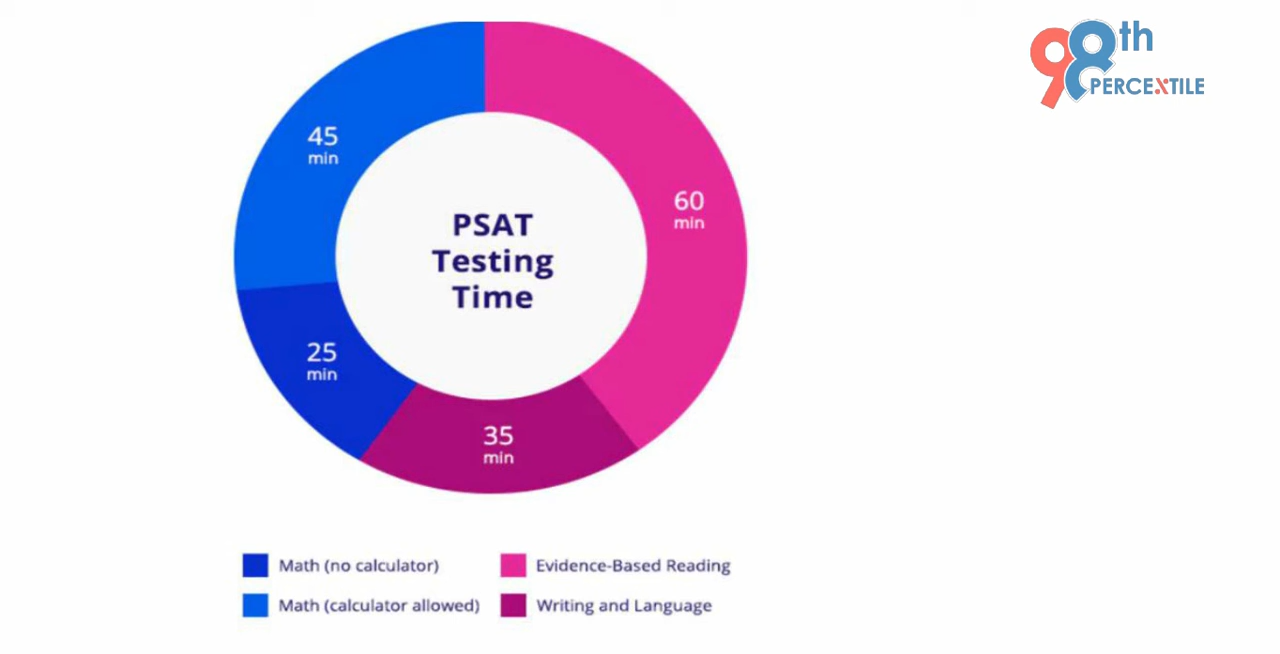 98th
PERCEXTILE
45
min
60
min
PSAT
Testing
Time
25
min
35
min
Math (no calculator)
Evidence-Based Reading
Math (calculator allowed)
Writing and Language